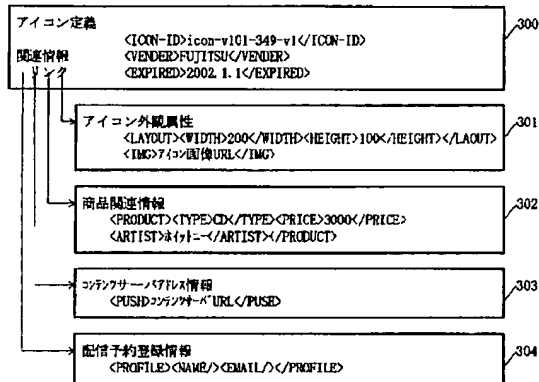 アイコン定義
300
<ICON-ID>icon-v101-349-v1</ICON-ID>
関連情報
<VENDER>FUJITSU</VENDER>
リンク
<EXPIRED>2002.1.1</EXPIRED>
アイコン外観属性
301
<LAYOUT><WIDTH>200</WIDTH><HEIGHT>100</HEIGHT></LAOUT>
<IMG>アイコン画像URL</IMG>
商品関連情報
302
<PRODUCT><TYPE>CD</TYPE><PRICE>3000</PRICE>
<ARTIST>ホイットニー</ARTIST></PRODUCT>
コンテンツサーバアドレス情報
303
<PUSH>コンテンツサーバURL</PUSH>
配信予約登録情報
304
<PROFILE><NAME/><EMAIL/></PROFILE>